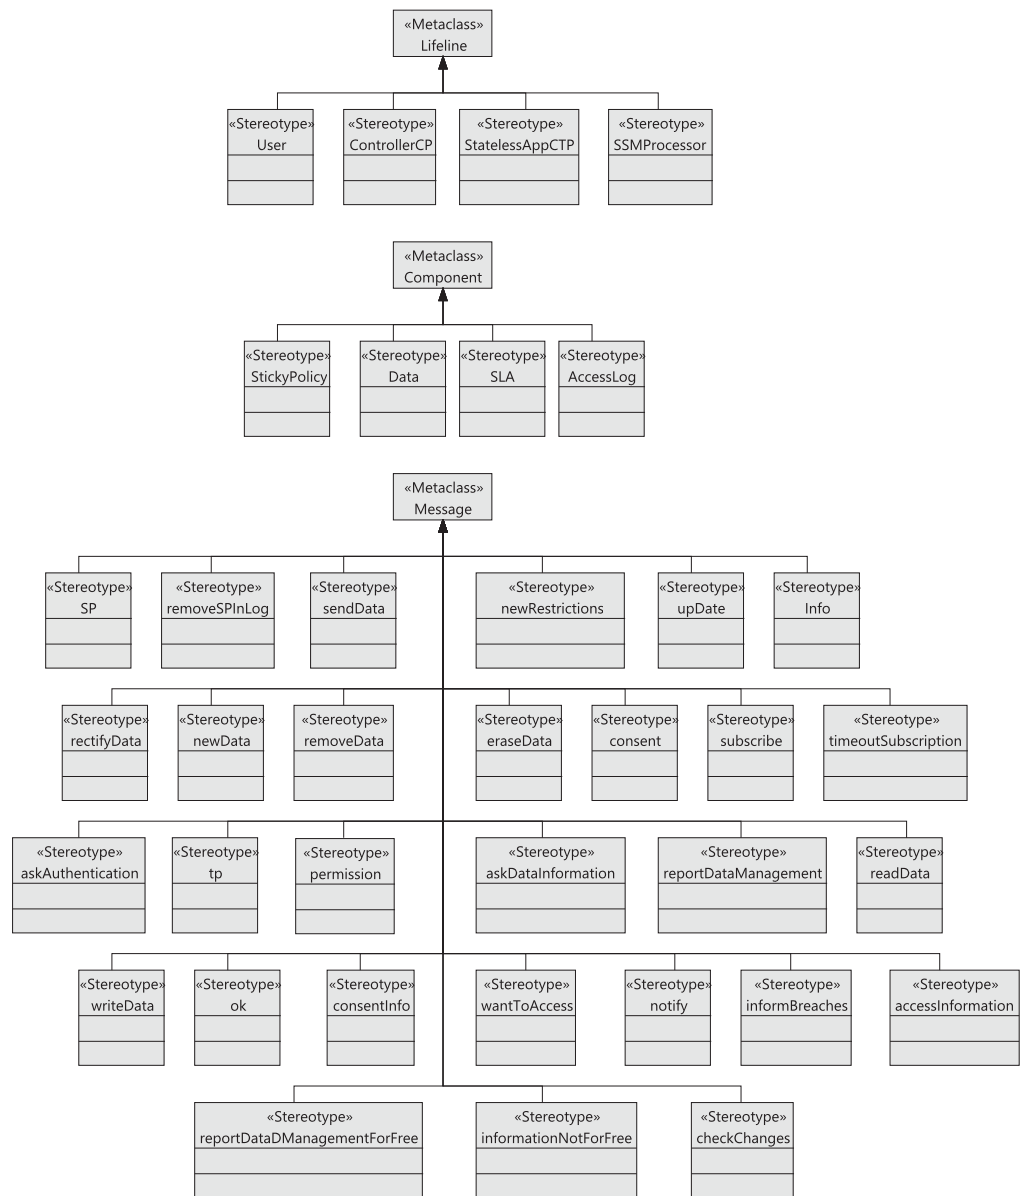 «Metaclass»
Lifeline
«Stereotype» «Stereotype» «Stereotype» «Stereotype»
User ControllerCP StatelessAppCTP SSMProcessor
«Metaclass»
Component
«Stereotype» «Stereotype» «Stereotype» «Stereotype»
StickyPolicy Data SLA AccessLog
«Metaclass»
Message
«Stereotype» «Stereotype» «Stereotype» «Stereotype» «Stereotype» «Stereotype»
SP removeSPInLog sendData newRestrictions upDate Info
«Stereotype» «Stereotype» «Stereotype» «Stereotype» «Stereotype» «Stereotype» «Stereotype»
rectifyData newData removeData eraseData consent subscribe timeoutSubscription
«Stereotype» «Stereotype» «Stereotype» «Stereotype» «Stereotype» «Stereotype»
askAuthentication tp permission askDataInformation reportDataManagement readData
«Stereotype» «Stereotype» «Stereotype» «Stereotype» «Stereotype» «Stereotype» «Stereotype»
writeData ok consentInfo wantToAccess notify informBreaches accessInformation
«Stereotype» «Stereotype» «Stereotype»
reportDataDManagementForFree informationNotForFree checkChanges